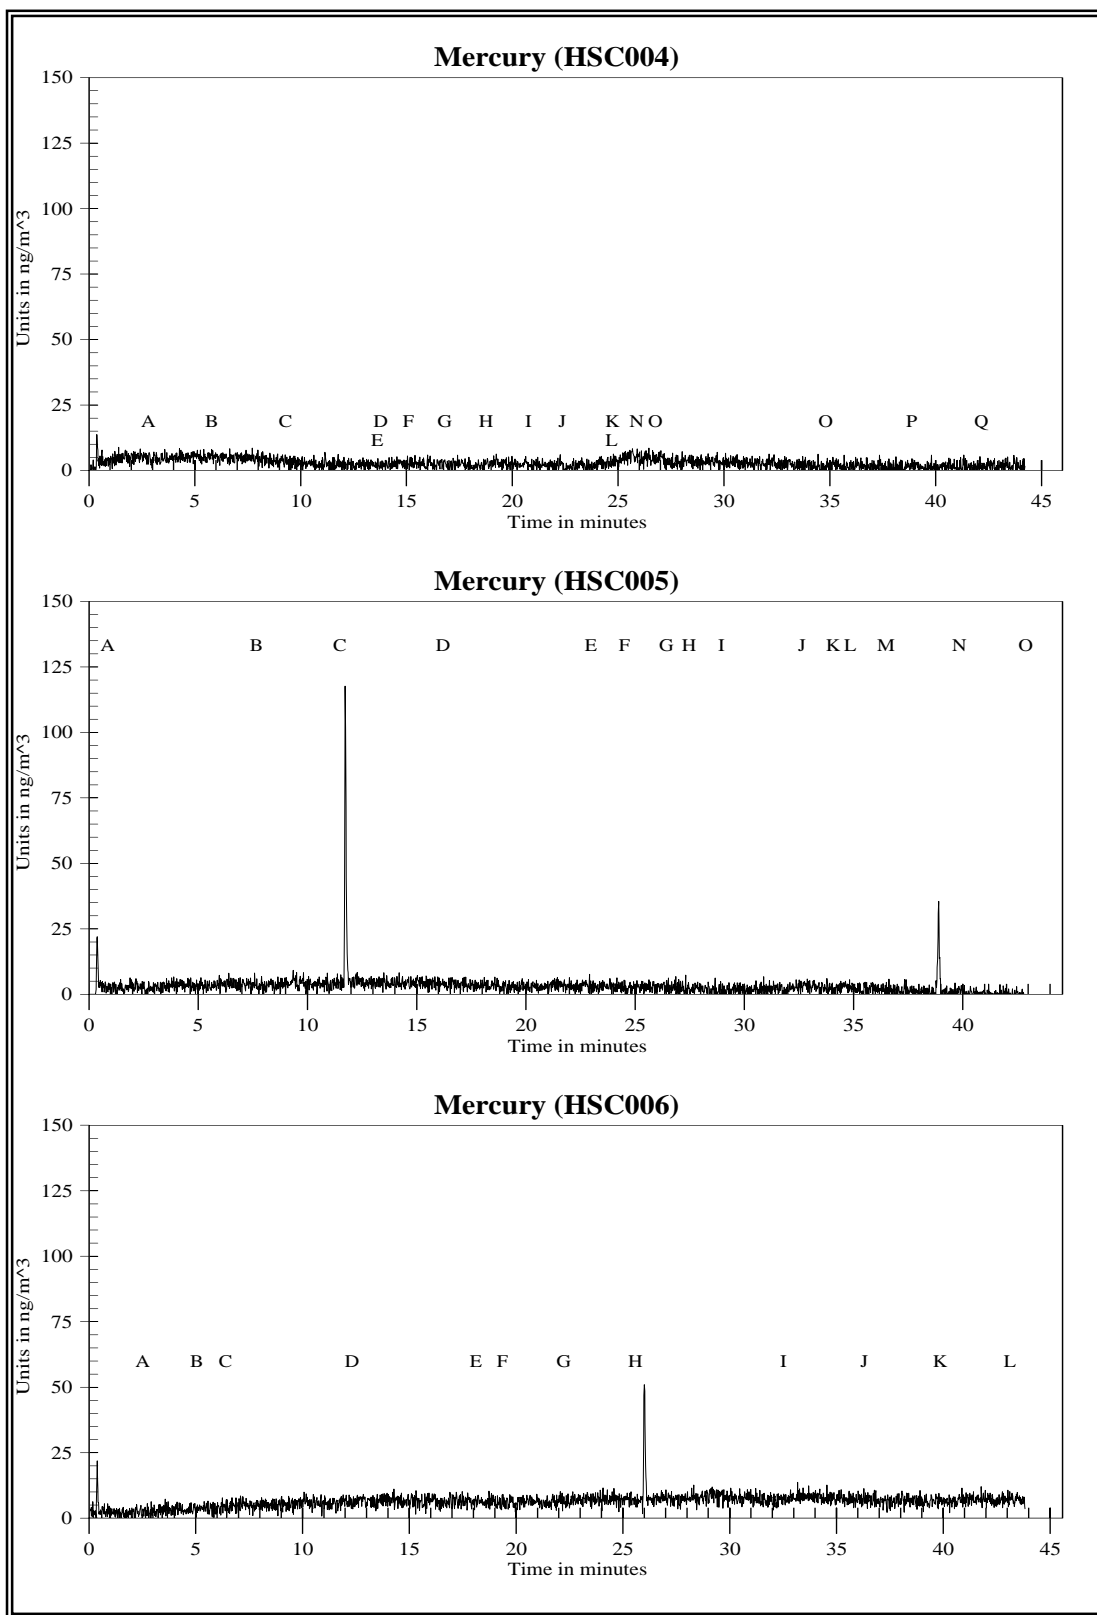 Mercury (HSC004)
150
125
100
75
50
25
0
Units in ng/m^3
A B C D F G H I J K N O O P Q
E L
0 5 10 15 20 25 30 35 40 45
Time in minutes
Mercury (HSC005)
150
125
100
75
50
25
0
Units in ng/m^3
A B C D E F G H I J K L M N O
0 5 10 15 20 25 30 35 40
Time in minutes
Mercury (HSC006)
150
125
100
75
50
25
0
Units in ng/m^3
A B C D E F G H I J K L
0 5 10 15 20 25 30 35 40 45
Time in minutes